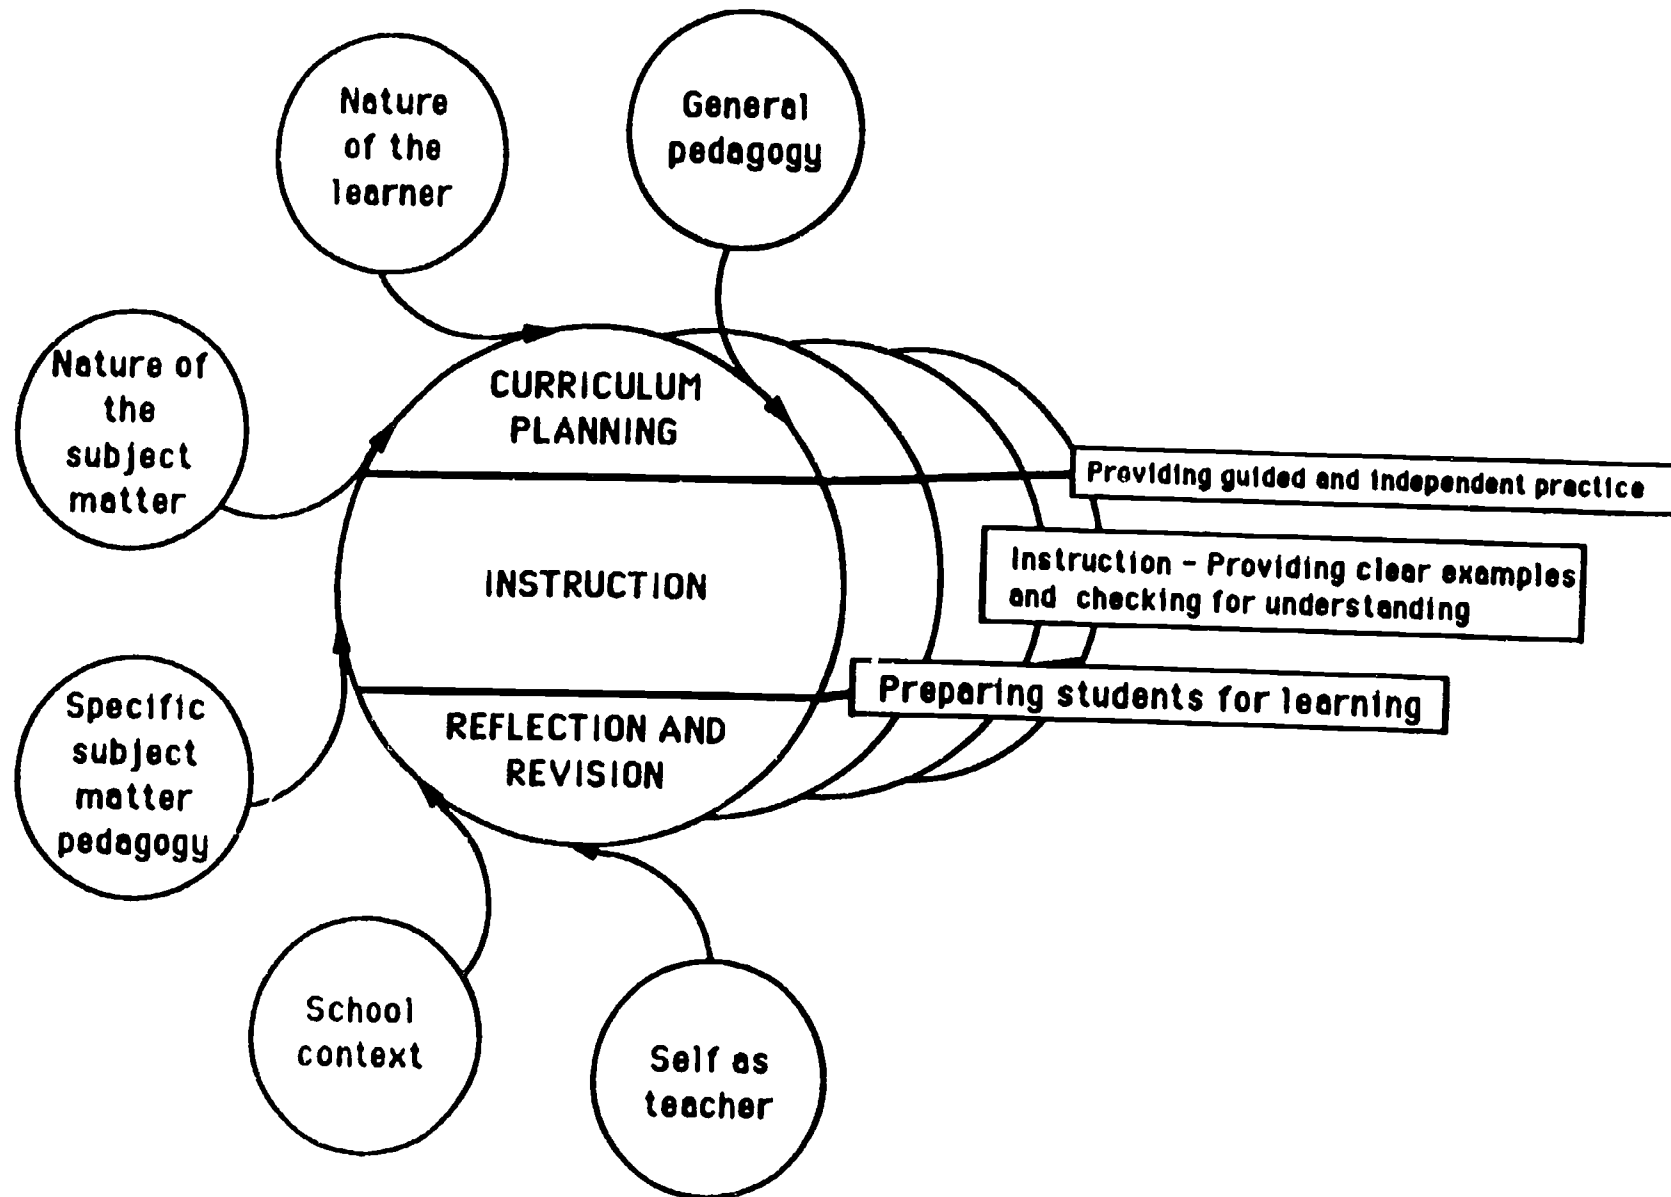 Nature
of the
learner
General
pedagogy
Nature of
the
subject
matter
CURRICULUM
PLANNING
Providing guided and independent practice
INSTRUCTION
Instruction - Providing clear examples
and checking for understanding
Preparing students for learning
REFLECTION AND
REVISION
Specific
subject
matter
pedagogy
School
context
Self as
teacher